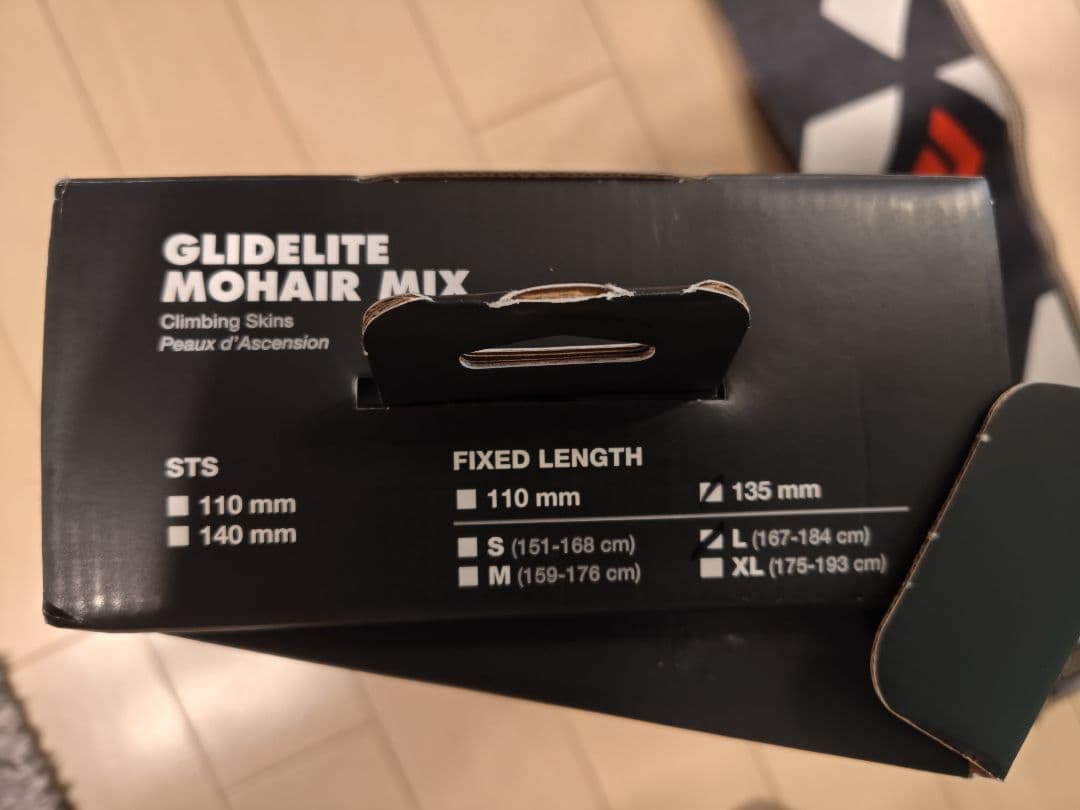 GLIDELITE
MOHAIR MIX
Climbing Skins
Peaux d'Ascension
STS
110 mm
140 mm
FIXED LENGTH
110 mm
135 mm
S (151-168 cm)
L (167-184 cm)
M (159-176 cm)
XL (175-193 cm)